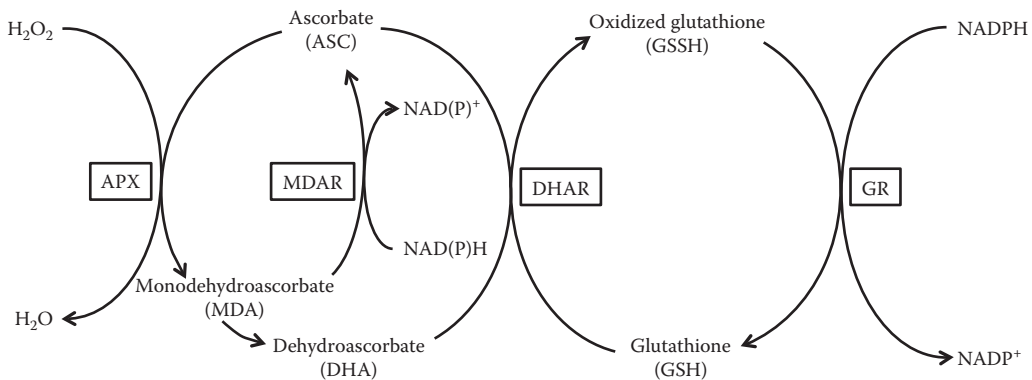 H₂O₂
Ascorbate
(ASC)
Oxidized glutathione
(GSSH)
NADPH
NAD(P)⁺
APX
MDAR
DHAR
GR
NAD(P)H
Monodehydroascorbate
(MDA)
H₂O
Dehydroascorbate
(DHA)
Glutathione
(GSH)
NADP⁺